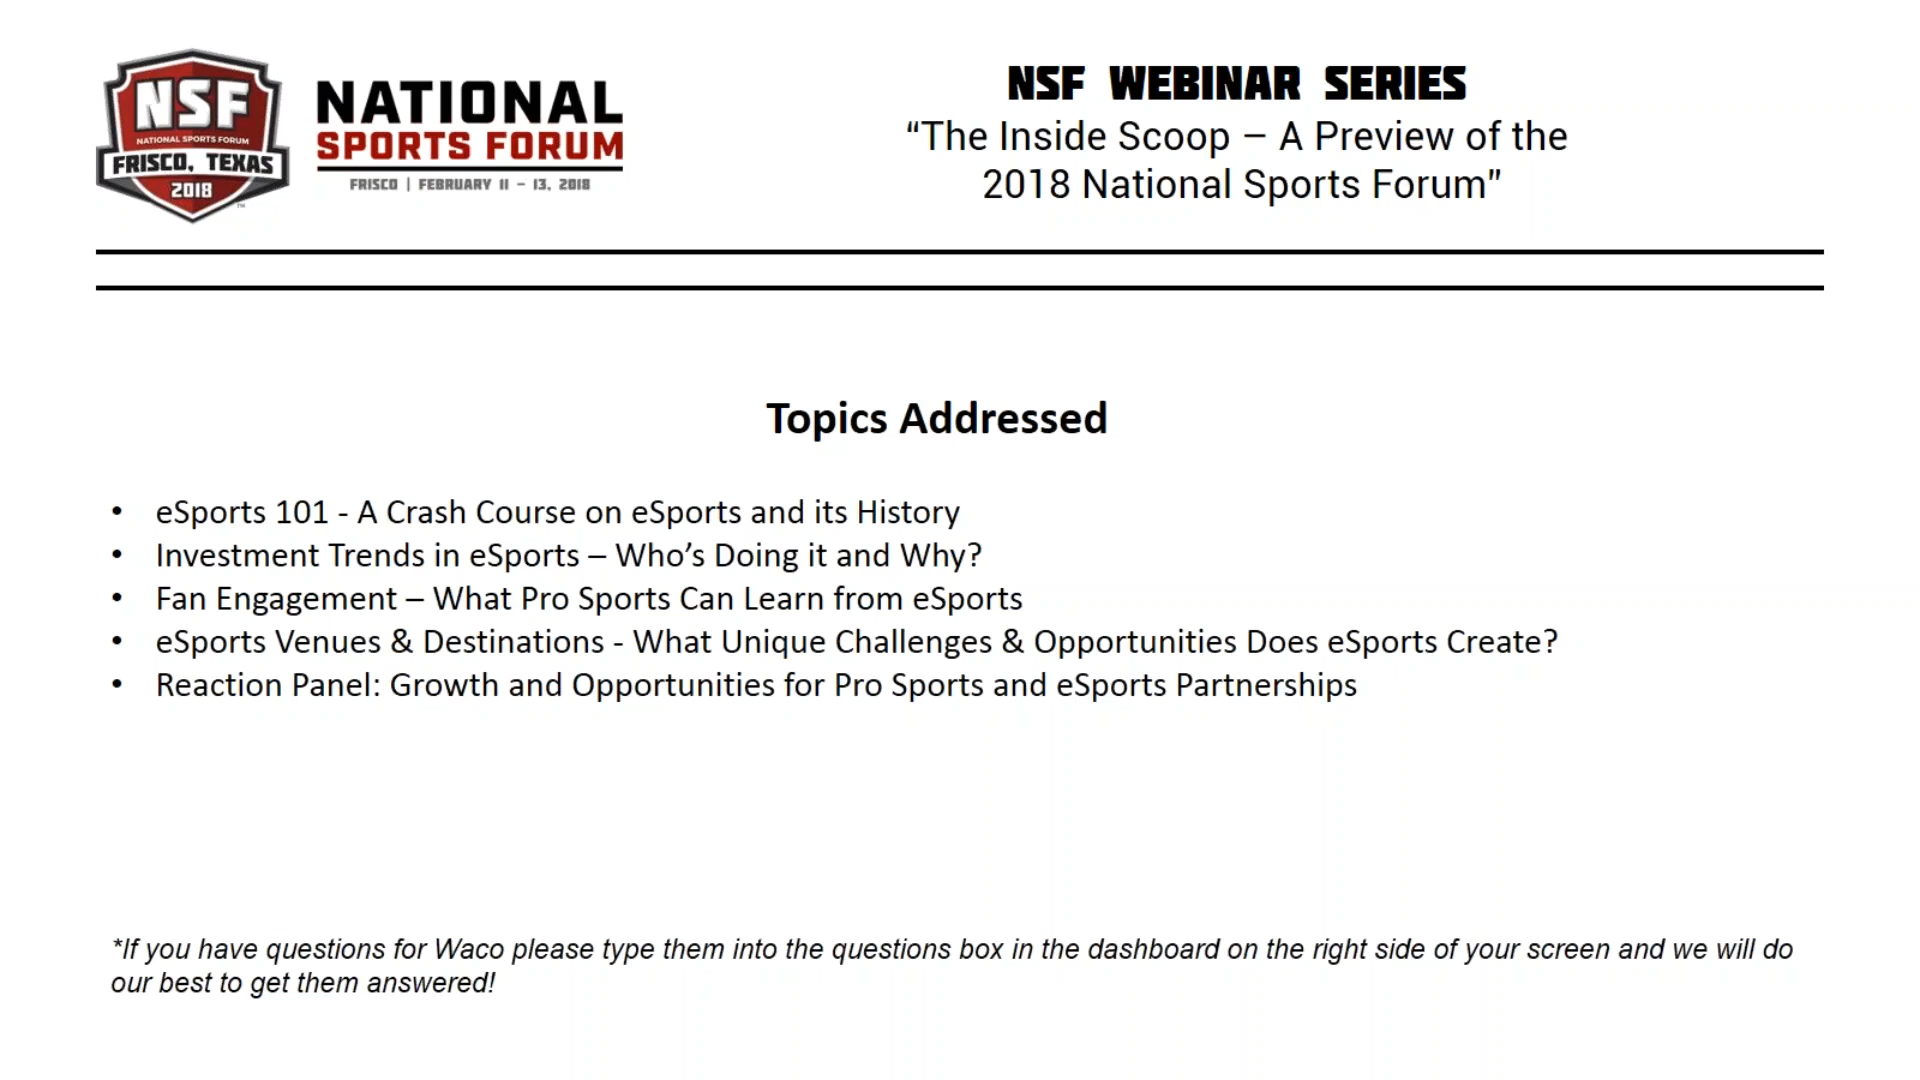 NSF
NATIONAL SPORTS FORUM
FRISCO, TEXAS
2018
TM
NATIONAL
SPORTS FORUM
FRISCO | FEBRUARY 11 – 13, 2018
NSF WEBINAR SERIES
“The Inside Scoop – A Preview of the
2018 National Sports Forum”
Topics Addressed
• eSports 101 - A Crash Course on eSports and its History
• Investment Trends in eSports – Who’s Doing it and Why?
• Fan Engagement – What Pro Sports Can Learn from eSports
• eSports Venues & Destinations - What Unique Challenges & Opportunities Does eSports Create?
• Reaction Panel: Growth and Opportunities for Pro Sports and eSports Partnerships
*If you have questions for Waco please type them into the questions box in the dashboard on the right side of your screen and we will do
our best to get them answered!